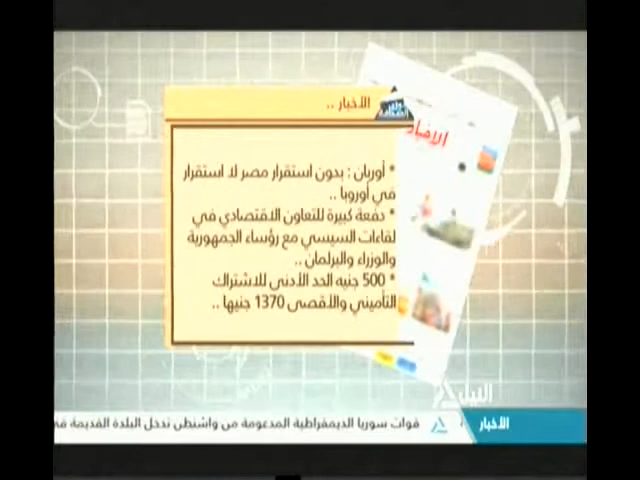 الأخبار ..
* أوربان : بدون استقرار مصر لا استقرار
في أوروبا ..
* دفعة كبيرة للتعاون الاقتصادي في
لقاءات السيسي مع رؤساء الجمهورية
والوزراء والبرلمان ..
* 500 جنيه الحد الأدنى للاشتراك
التأميني والأقصى 1370 جنيها ..
النيل
الأخبار
قوات سوريا الديمقراطية المدعومة من واشنطن تدخل البلدة القديمة في